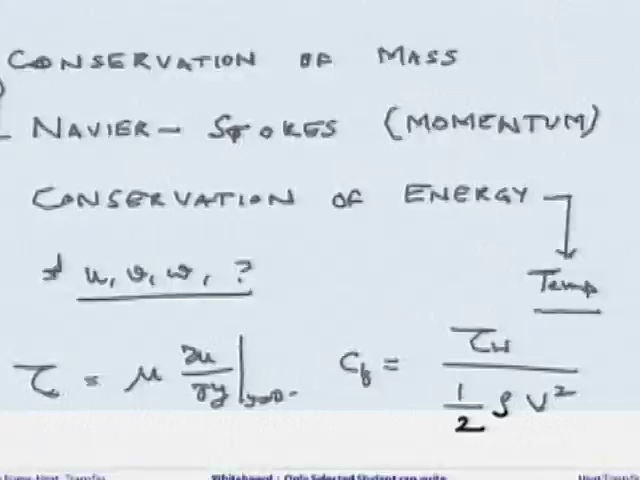 CONSERVATION OF MASS
NAVIER - STOKES (MOMENTUM)
CONSERVATION OF ENERGY
u, v, w, ?
Temp
τ = μ ∂u/∂y |y=0
Cf = τw / (1/2 ρ V²)
Whiteboard : Only Selected Student can write